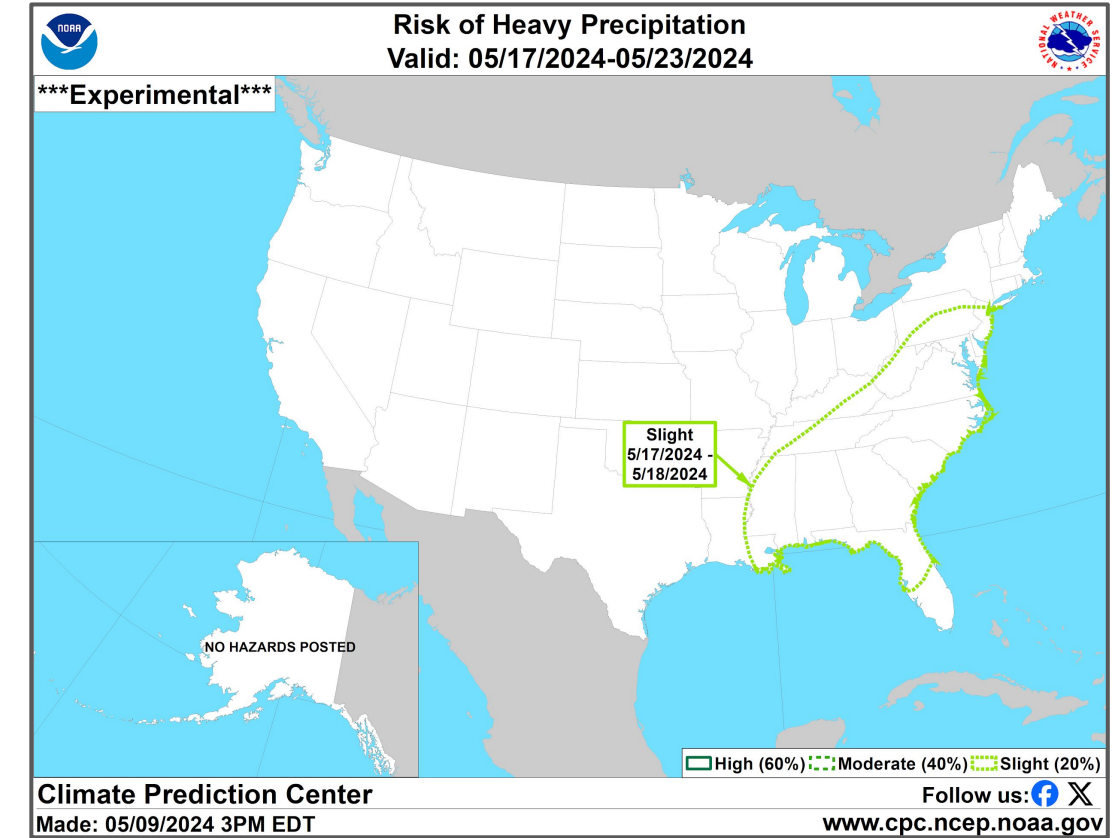 NOAA
Risk of Heavy Precipitation
NATIONAL WEATHER SERVICE
Valid: 05/17/2024-05/23/2024
***Experimental***
Slight
5/17/2024 -
5/18/2024
NO HAZARDS POSTED
High (60%) Moderate (40%) Slight (20%)
Climate Prediction Center
Follow us:
Made: 05/09/2024 3PM EDT
www.cpc.ncep.noaa.gov